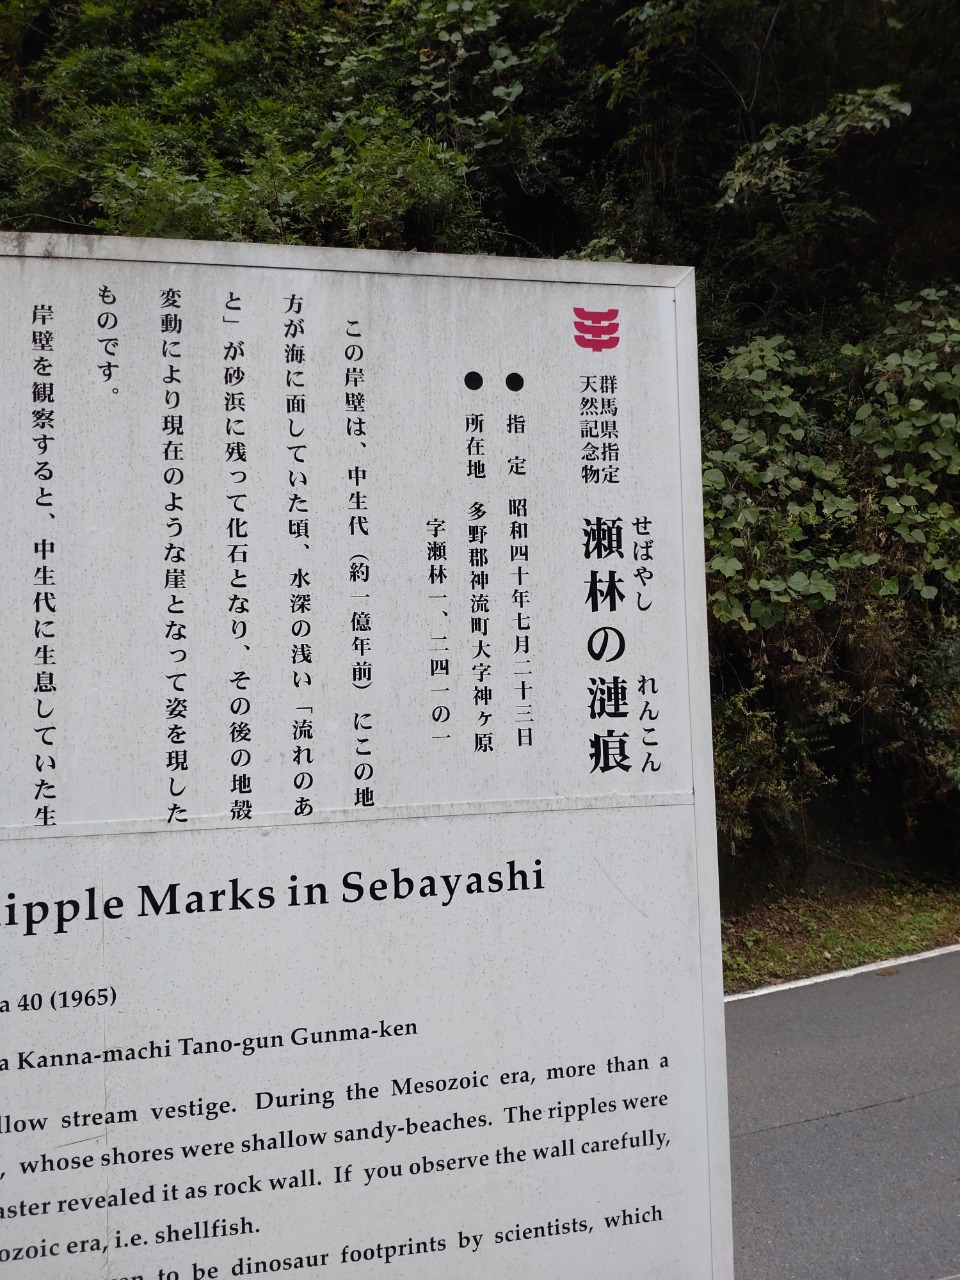 群馬県指定
天然記念物
せばやし れんこん
瀬林の漣痕
● 指 定 昭和四十年七月二十三日
● 所在地 多野郡神流町大字神ヶ原
字瀬林一、二四一の一
この岸壁は、中生代（約一億年前）にこの地
方が海に面していた頃、水深の浅い「流れのあ
と」が砂浜に残って化石となり、その後の地殻
変動により現在のような崖となって姿を現した
ものです。
岸壁を観察すると、中生代に生息していた生
ipple Marks in Sebayashi
a 40 (1965)
a Kanna-machi Tano-gun Gunma-ken
llow stream vestige. During the Mesozoic era, more than a
, whose shores were shallow sandy-beaches. The ripples were
aster revealed it as rock wall. If you observe the wall carefully,
ozoic era, i.e. shellfish.
to be dinosaur footprints by scientists, which